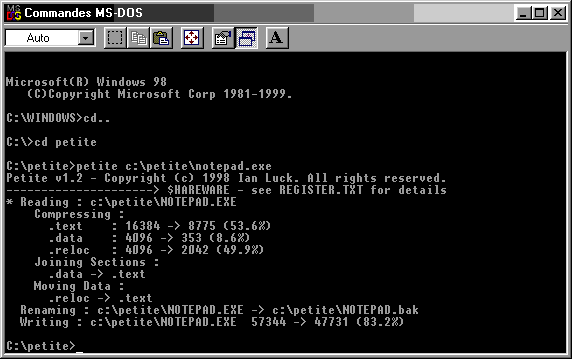 Commandes MS-DOS
Auto
A
Microsoft(R) Windows 98
(C)Copyright Microsoft Corp 1981-1999.
C:\WINDOWS>cd..
C:\>cd petite
C:\petite>petite c:\petite\notepad.exe
Petite v1.2 - Copyright (c) 1998 Ian Luck. All rights reserved.
---------------------> $HAREWARE - see REGISTER.TXT for details
* Reading : c:\petite\NOTEPAD.EXE
Compressing :
.text : 16384 -> 8775 (53.6%)
.data : 4096 -> 353 (8.6%)
.reloc : 4096 -> 2042 (49.9%)
Joining Sections :
.data -> .text
Moving Data :
.reloc -> .text
Renaming : c:\petite\NOTEPAD.EXE -> c:\petite\NOTEPAD.bak
Writing : c:\petite\NOTEPAD.EXE 57344 -> 47731 (83.2%)
C:\petite>_